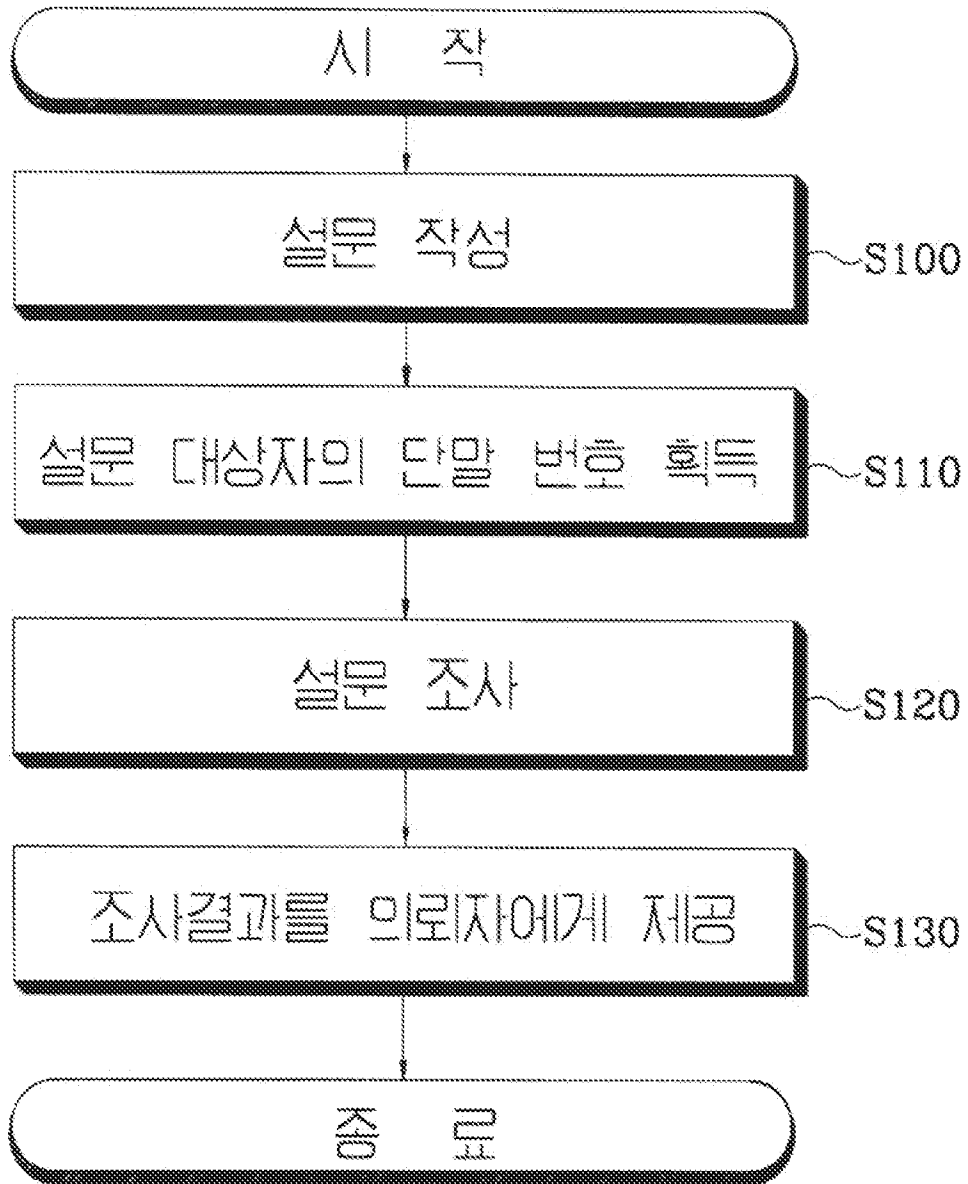 시 작
설문 작성
S100
설문 대상자의 단말 번호 획득
S110
설문 조사
S120
조사결과를 의뢰자에게 제공
S130
종 료